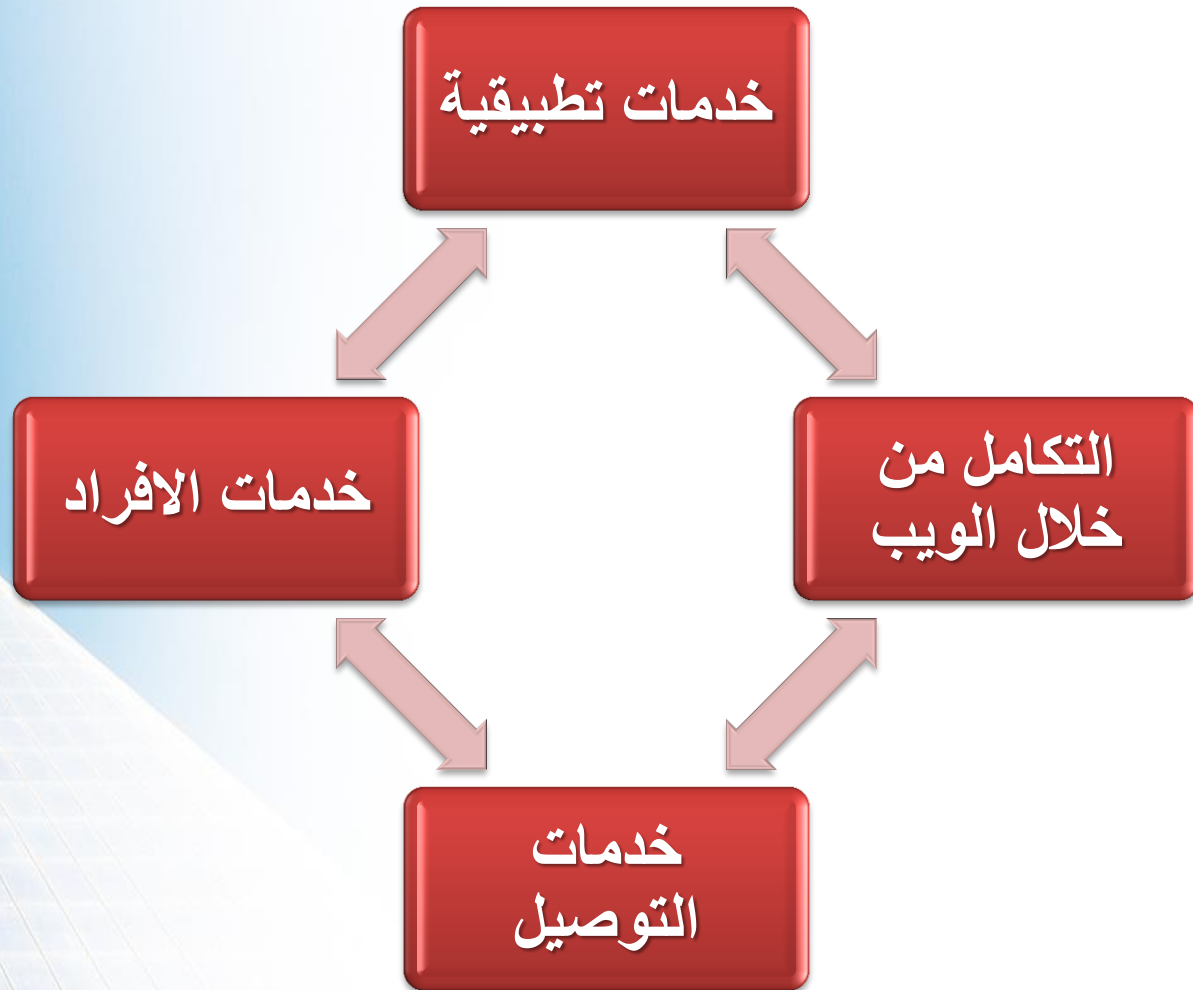 خدمات تطبيقية
التكامل من
خلال الويب
خدمات الافراد
خدمات
التوصيل